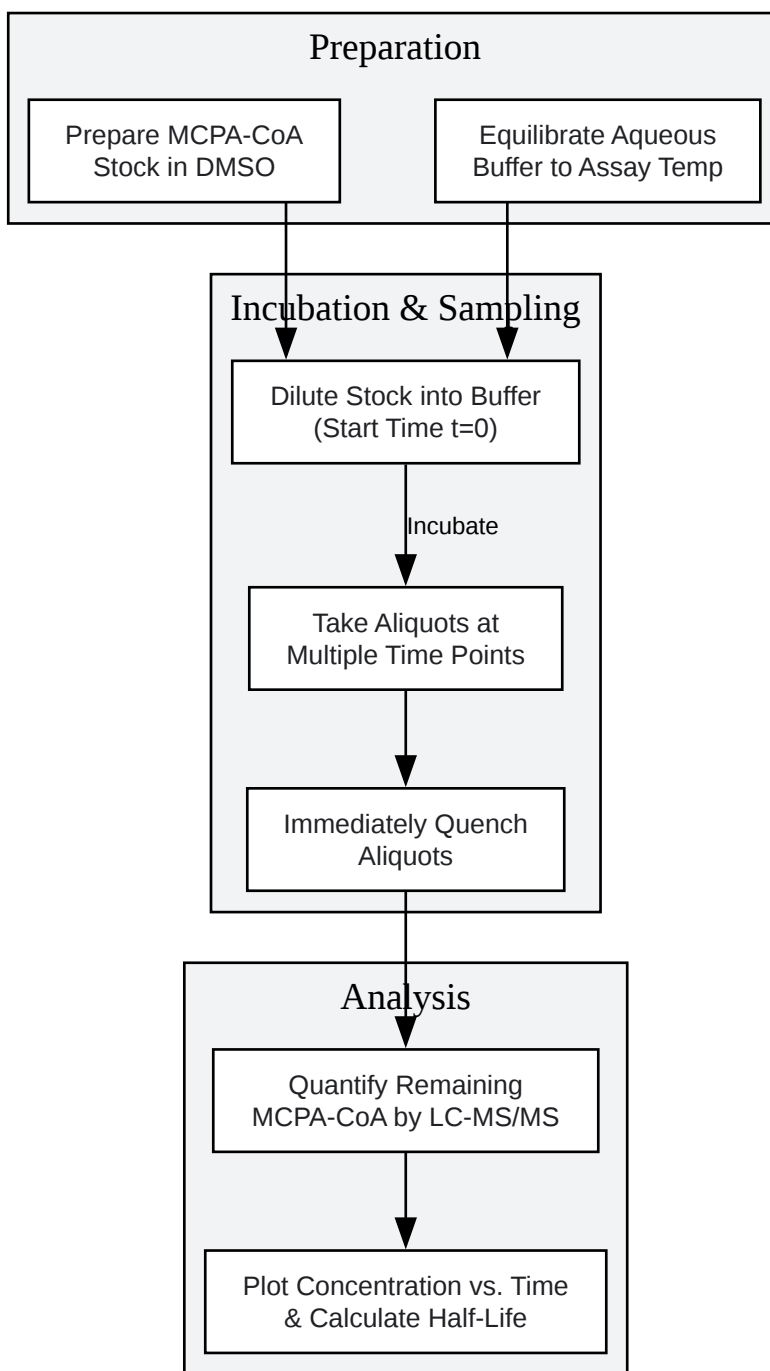 Preparation
Prepare MCPA-CoA
Stock in DMSO
Equilibrate Aqueous
Buffer to Assay Temp
Incubation & Sampling
Dilute Stock into Buffer
(Start Time t=0)
Incubate
Take Aliquots at
Multiple Time Points
Immediately Quench
Aliquots
Analysis
Quantify Remaining
MCPA-CoA by LC-MS/MS
Plot Concentration vs. Time
& Calculate Half-Life